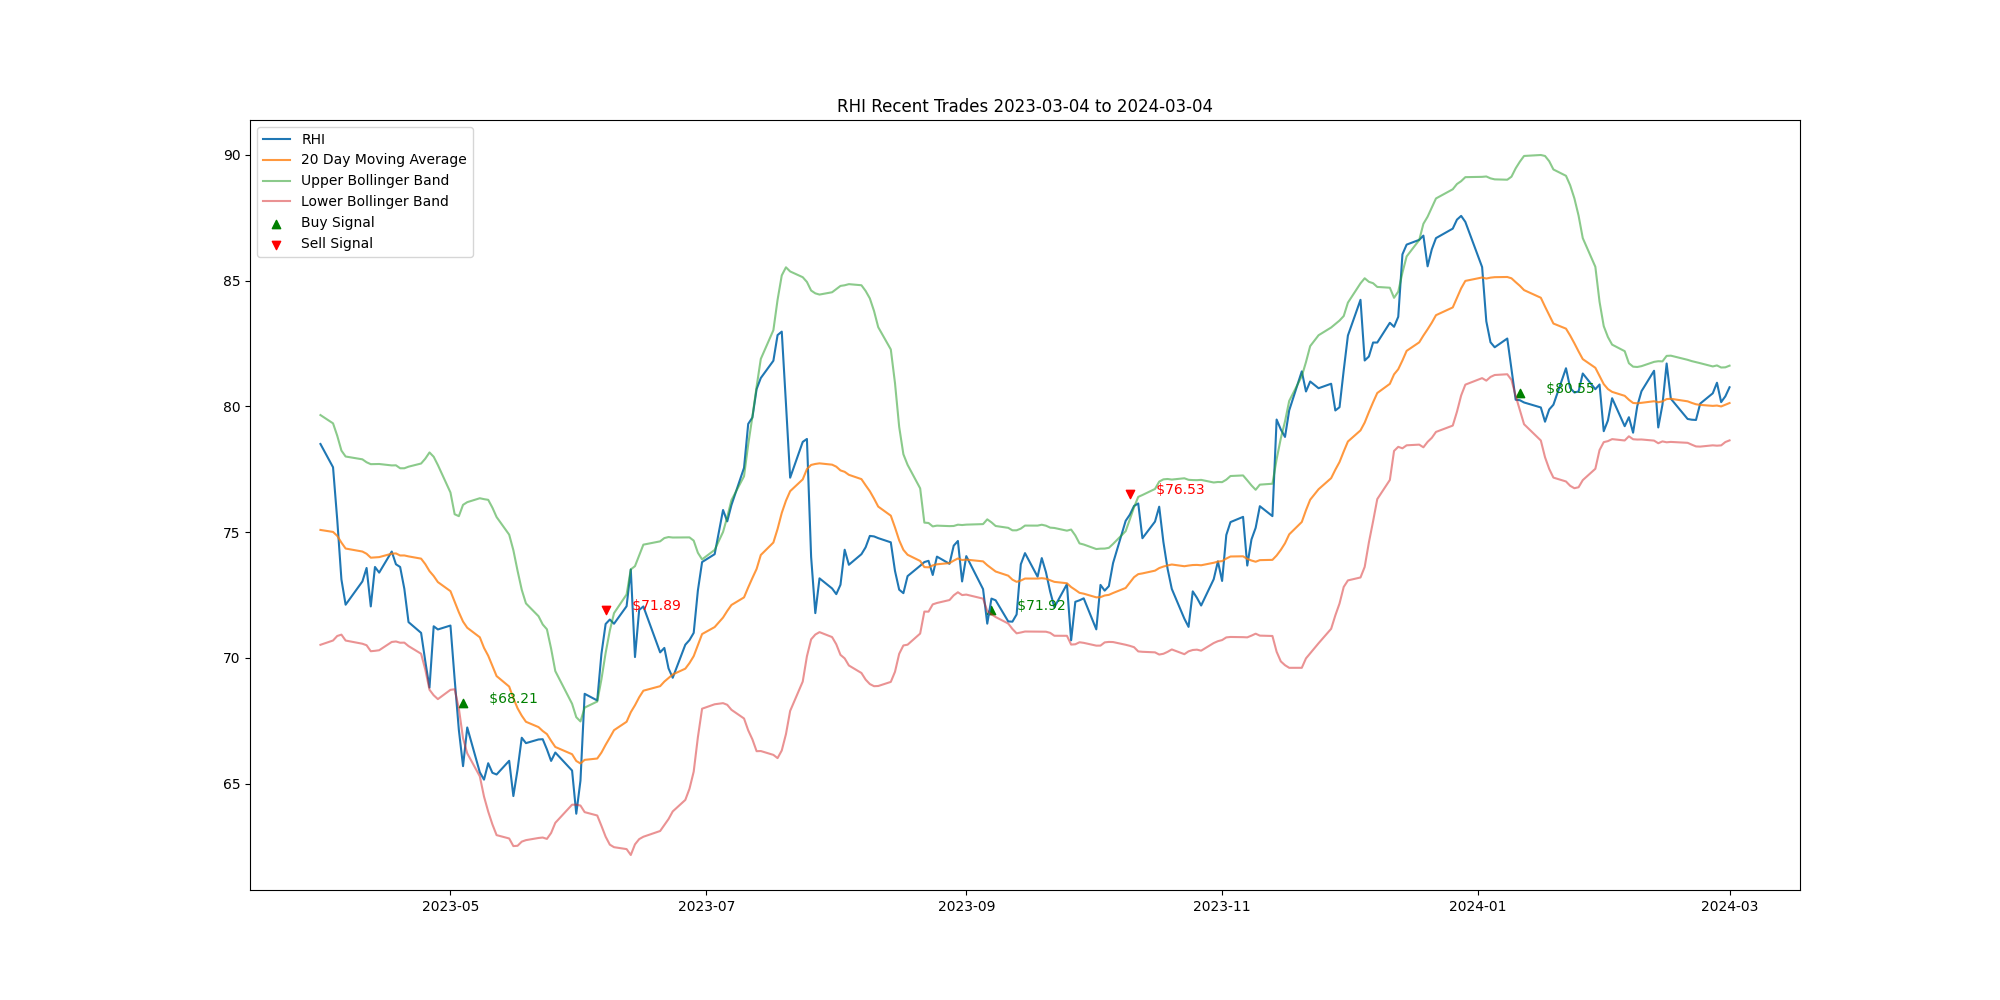 RHI Recent Trades 2023-03-04 to 2024-03-04
RHI
20 Day Moving Average
Upper Bollinger Band
Lower Bollinger Band
Buy Signal
Sell Signal
90
85
80
75
70
65
$68.21
$71.89
$71.92
$76.53
$80.55
2023-05
2023-07
2023-09
2023-11
2024-01
2024-03